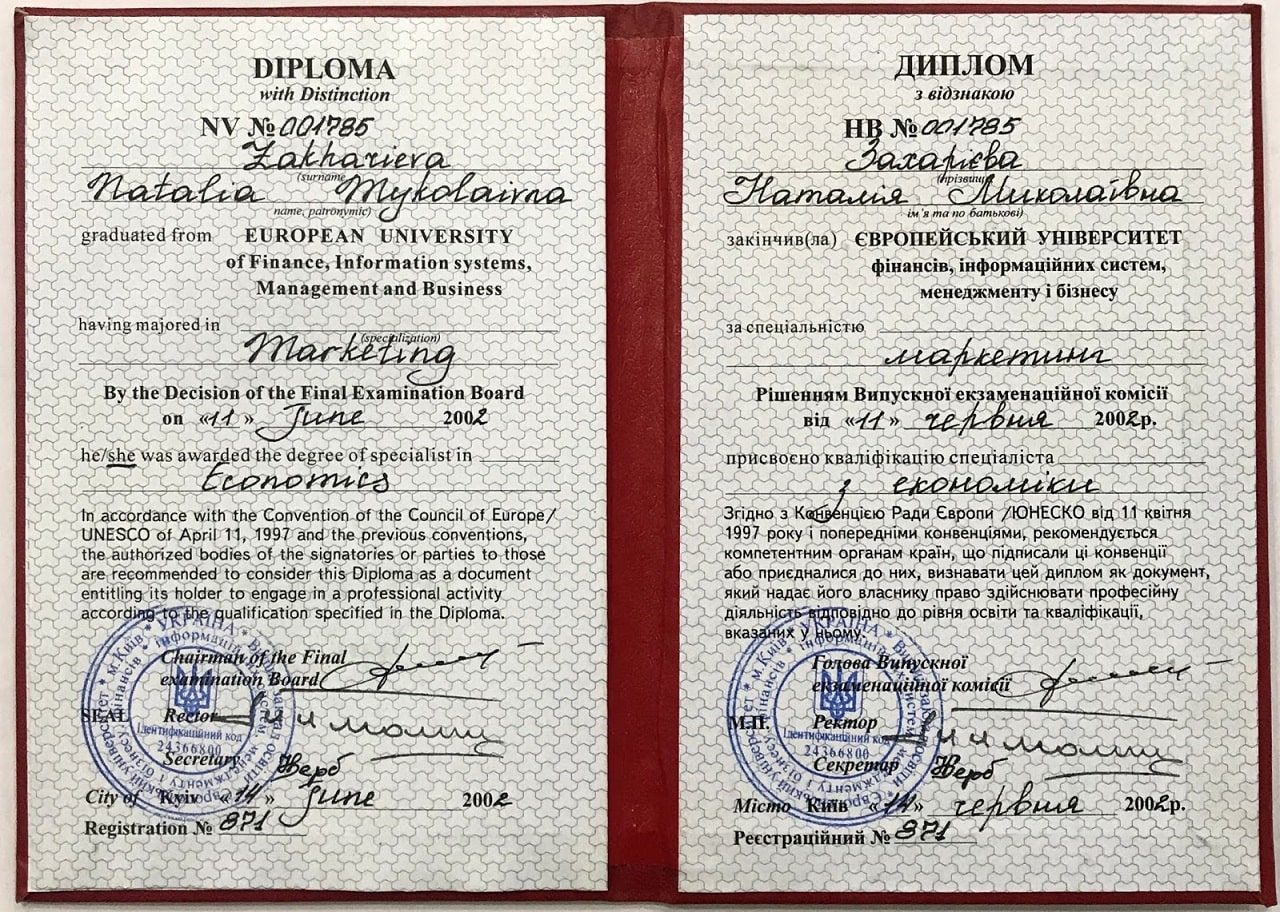 DIPLOMA
with Distinction
NV № 001785
Zakharieva
(surname,
Natalia Mykolaivna
name, patronymic)
graduated from EUROPEAN UNIVERSITY
of Finance, Information systems,
Management and Business
having majored in
(specialization)
Marketing
By the Decision of the Final Examination Board
on «11» June 2002
he/she was awarded the degree of specialist in
Economics
In accordance with the Convention of the Council of Europe/
UNESCO of April 11, 1997 and the previous conventions,
the authorized bodies of the signatories or parties to those
are recommended to consider this Diploma as a document
entitling its holder to engage in a professional activity
according to the qualification specified in the Diploma.
Chairman of the Final
examination Board
SEAL Rector
Secretary
City of Kyiv «14» June 2002
Registration № 871
УКРАЇНА
м.Київ
Ідентифікаційний код
24366800
ДИПЛОМ
з відзнакою
НВ № 001785
Захарієва
(прізвище,
Наталія Миколаївна
ім'я та по батькові)
закінчив(ла) ЄВРОПЕЙСЬКИЙ УНІВЕРСИТЕТ
фінансів, інформаційних систем,
менеджменту і бізнесу
за спеціальністю
маркетинг
Рішенням Випускної екзаменаційної комісії
від «11» червня 2002р.
присвоєно кваліфікацію спеціаліста
з економіки
Згідно з Конвенцією Ради Європи /ЮНЕСКО від 11 квітня
1997 року і попередніми конвенціями, рекомендується
компетентним органам країн, що підписали ці конвенції
або приєдналися до них, визнавати цей диплом як документ,
який надає його власнику право здійснювати професійну
діяльність відповідно до рівня освіти та кваліфікації,
вказаних у ньому.
Голова Випускної
екзаменаційної комісії
М.П. Ректор
Секретар
Місто Київ «14» червня 2002р.
Реєстраційний № 871
УКРАЇНА
м.Київ
Ідентифікаційний код
24366800